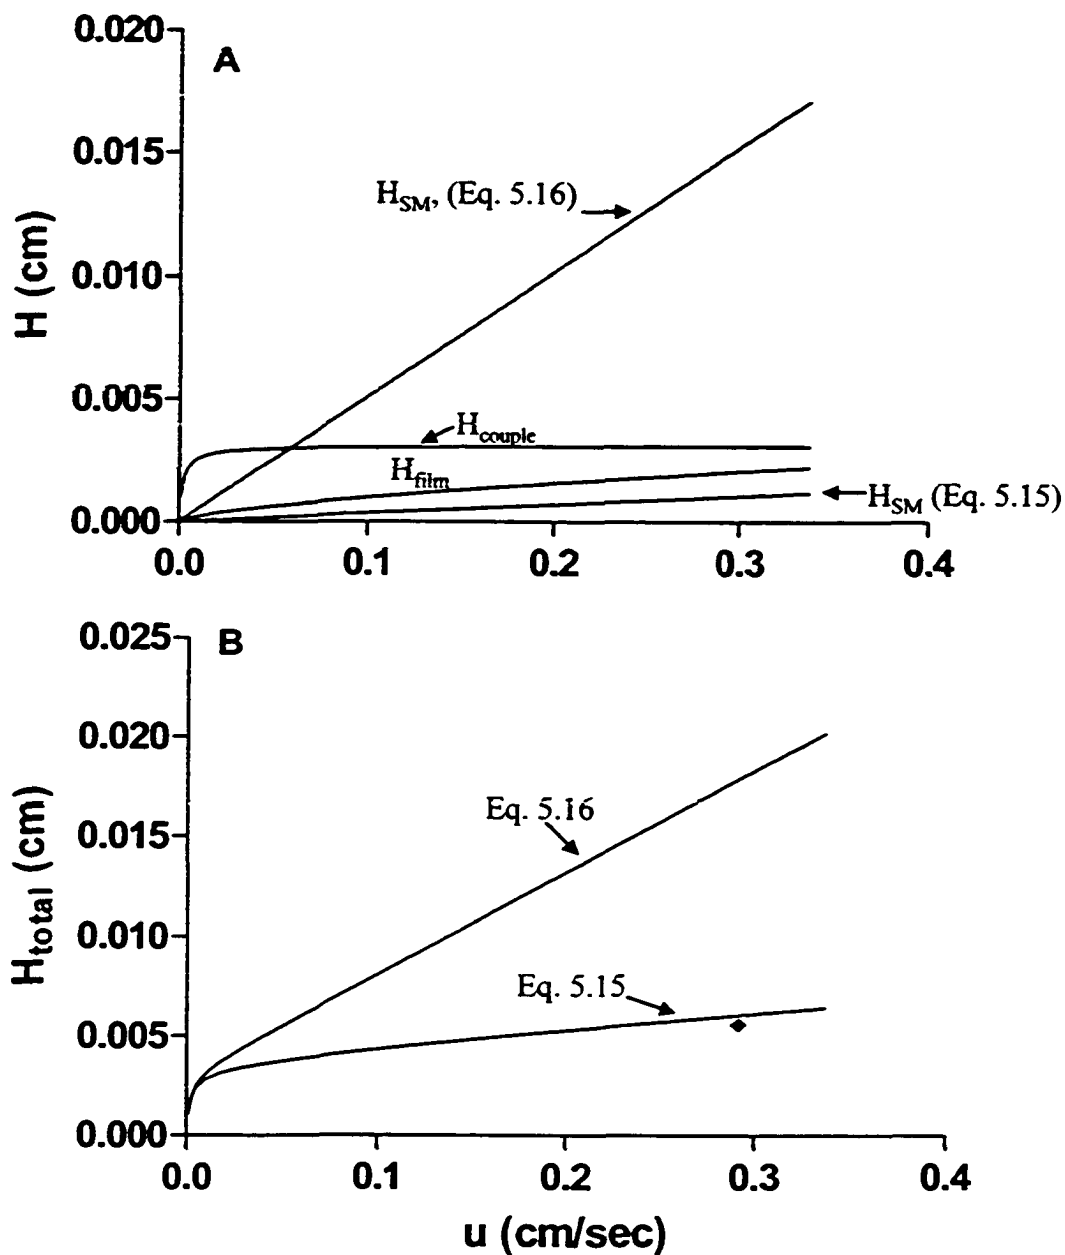 0.020
A
0.015
H_SM, (Eq. 5.16)
H (cm)
0.010
0.005
H_couple
H_film
H_SM (Eq. 5.15)
0.000
0.0 0.1 0.2 0.3 0.4
0.025
B
0.020
Eq. 5.16
0.015
H_total (cm)
0.010
Eq. 5.15
0.005
0.000
0.0 0.1 0.2 0.3 0.4
u (cm/sec)